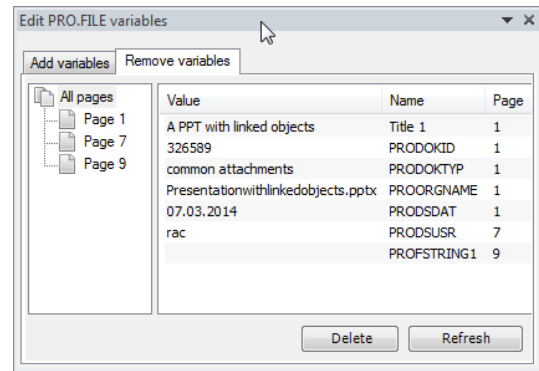 Edit PRO.FILE variables
Add variables Remove variables
All pages
Page 1
Page 7
Page 9
Value Name Page
A PPT with linked objects Title 1 1
326589 PRODOKID 1
common attachments PRODOKTYP 1
Presentationwithlinkedobjects.pptx PROORGNAME 1
07.03.2014 PRODSDAT 1
rac PRODSUSR 7
PROFSTRING1 9
Delete Refresh